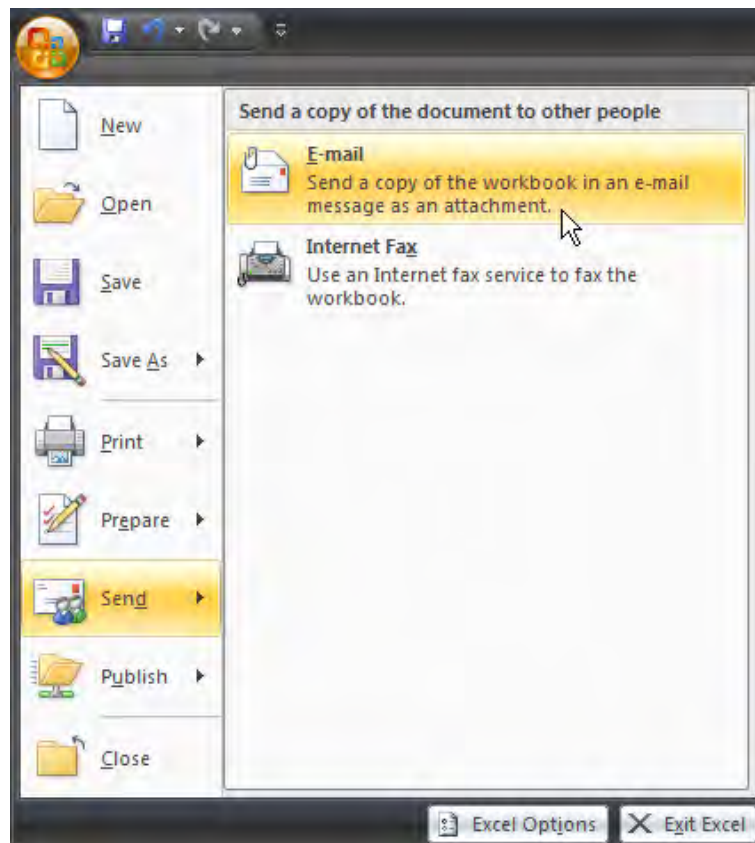 New
Open
Save
Save As
Print
Prepare
Send
Publish
Close
Send a copy of the document to other people
E-mail
Send a copy of the workbook in an e-mail
message as an attachment.
Internet Fax
Use an Internet fax service to fax the
workbook.
Excel Options
Exit Excel